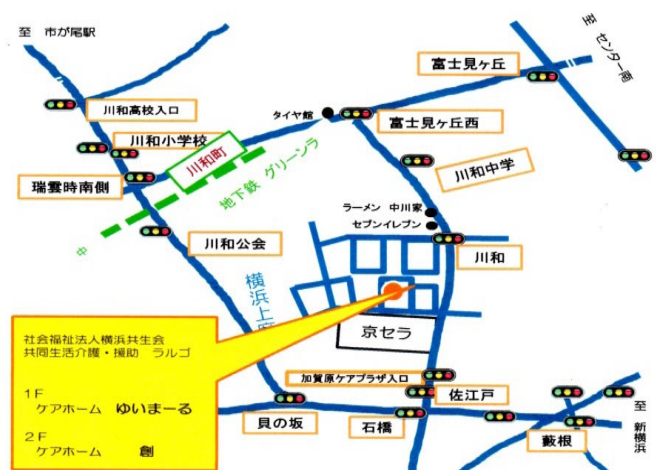 至 市が尾駅
至 センター南
富士見ヶ丘
タイヤ館
富士見ヶ丘西
川和高校入口
川和小学校
川和町
川和中学
瑞雲時南側
地下鉄 グリーンラ
ラーメン 中川家
セブンイレブン
中
川和公会
川和
横浜上麻
京セラ
社会福祉法人横浜共生会
共同生活介護・援助 ラルゴ
1F
ケアホーム ゆいまーる
2F
ケアホーム 創
加賀原ケアプラザ入口
佐江戸
貝の坂
石橋
藪根
至 新横浜